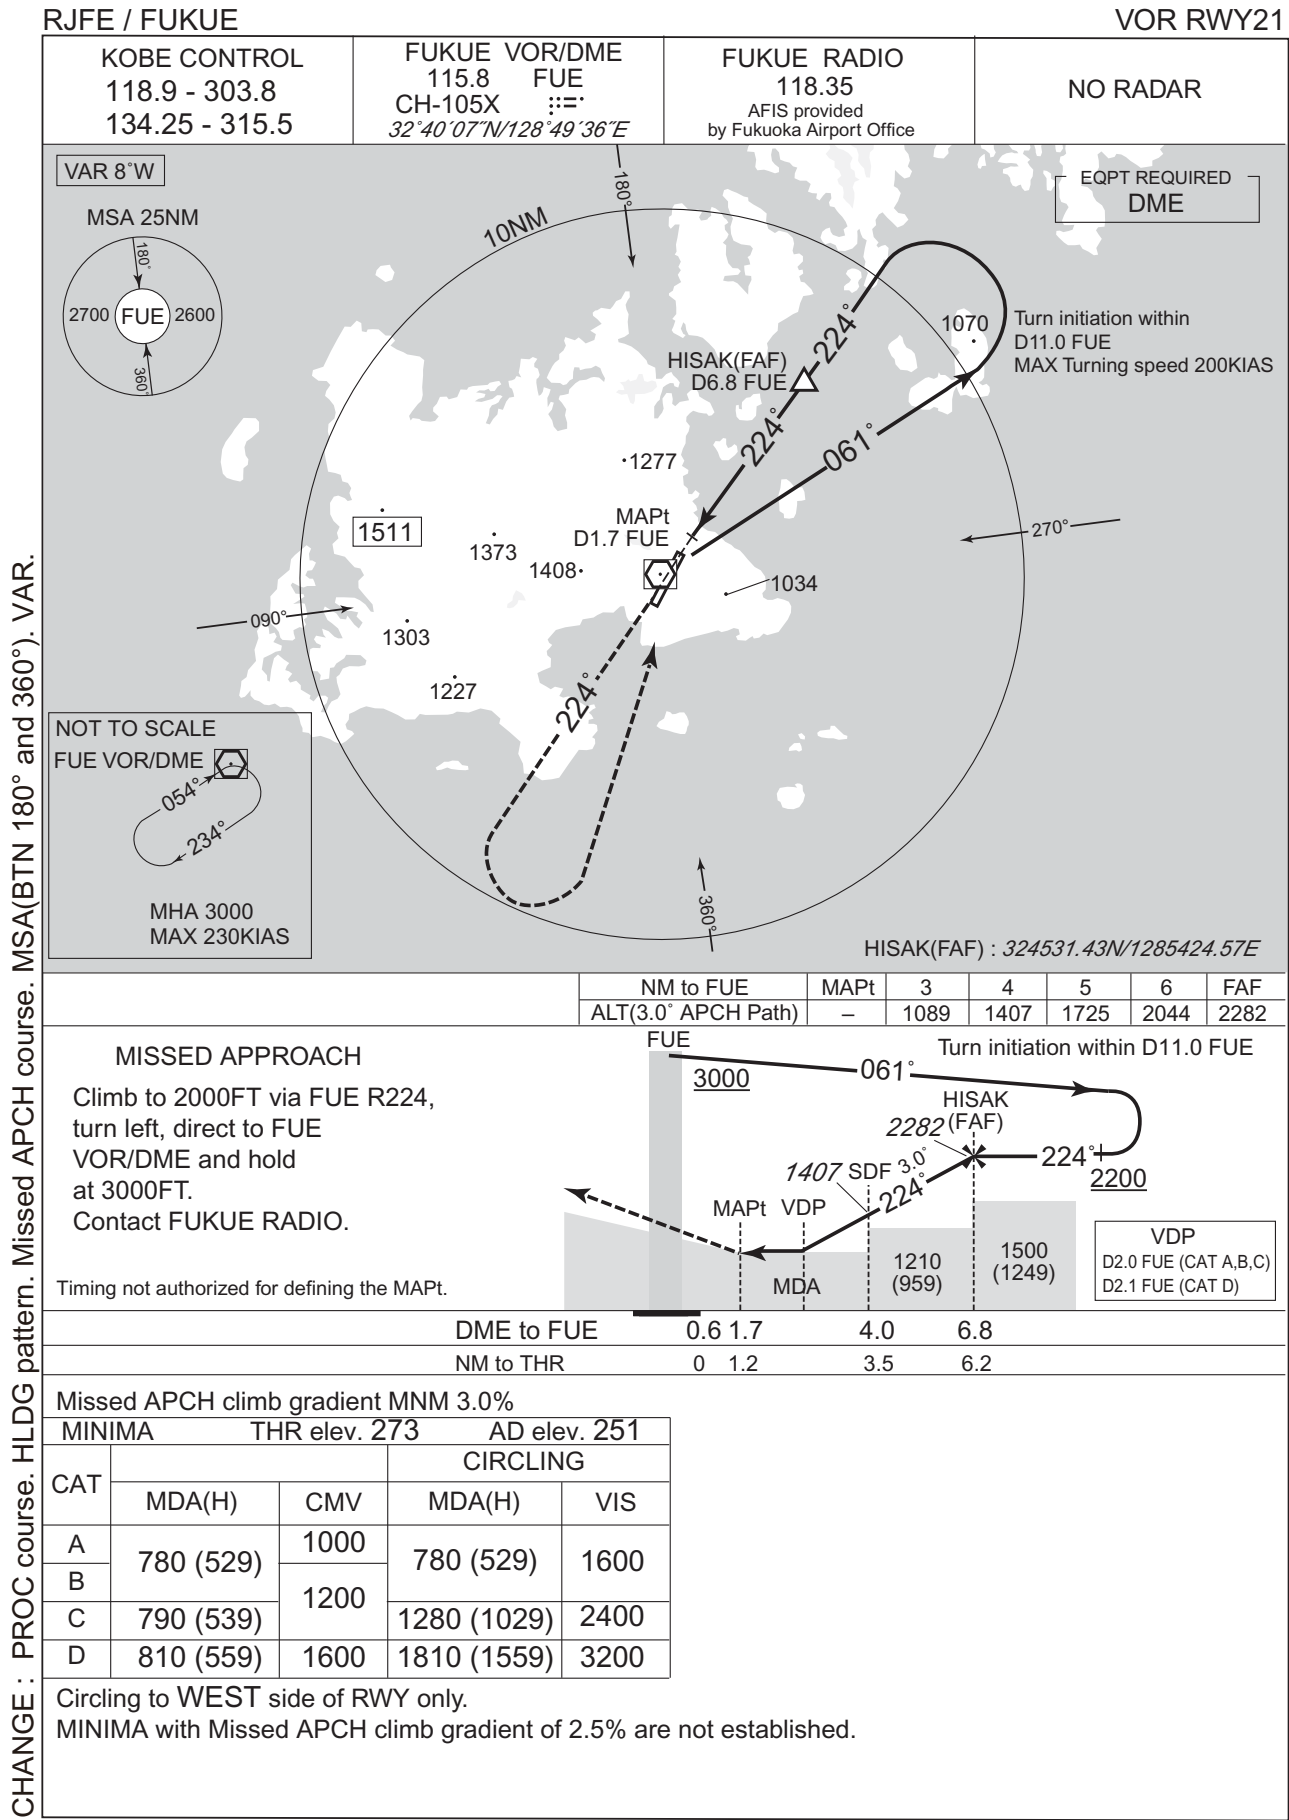 RJFE / FUKUE
VOR RWY21
KOBE CONTROL
118.9 - 303.8
134.25 - 315.5
FUKUE VOR/DME
115.8 FUE
CH-105X
32°40´07˝N/128°49´36˝E
FUKUE RADIO
118.35
AFIS provided
by Fukuoka Airport Office
NO RADAR
VAR 8°W
MSA 25NM
180°
2700
FUE
2600
360°
180°
10NM
EQPT REQUIRED
DME
224°
1070
Turn initiation within
D11.0 FUE
MAX Turning speed 200KIAS
HISAK(FAF)
D6.8 FUE
224°
061°
1277
1511
1373
MAPt
D1.7 FUE
1408
270°
1034
090°
1303
1227
224°
NOT TO SCALE
FUE VOR/DME
054°
234°
MHA 3000
MAX 230KIAS
360°
HISAK(FAF) : 324531.43N/1285424.57E
NM to FUE MAPt 3 4 5 6 FAF
ALT(3.0° APCH Path) – 1089 1407 1725 2044 2282
MISSED APPROACH
Climb to 2000FT via FUE R224,
turn left, direct to FUE
VOR/DME and hold
at 3000FT.
Contact FUKUE RADIO.
Timing not authorized for defining the MAPt.
FUE
Turn initiation within D11.0 FUE
3000
061°
HISAK
(FAF)
2282
1407 SDF 3.0°
224°
224°
2200
MAPt VDP
MDA
1210
(959)
1500
(1249)
VDP
D2.0 FUE (CAT A,B,C)
D2.1 FUE (CAT D)
DME to FUE 0.6 1.7 4.0 6.8
NM to THR 0 1.2 3.5 6.2
Missed APCH climb gradient MNM 3.0%
MINIMA THR elev. 273 AD elev. 251
CAT
CIRCLING
MDA(H) CMV MDA(H) VIS
A
780 (529)
1000
780 (529)
1600
B
1200
C 790 (539) 1280 (1029) 2400
D 810 (559) 1600 1810 (1559) 3200
Circling to WEST side of RWY only.
MINIMA with Missed APCH climb gradient of 2.5% are not established.
CHANGE : PROC course. HLDG pattern. Missed APCH course. MSA(BTN 180° and 360°). VAR.